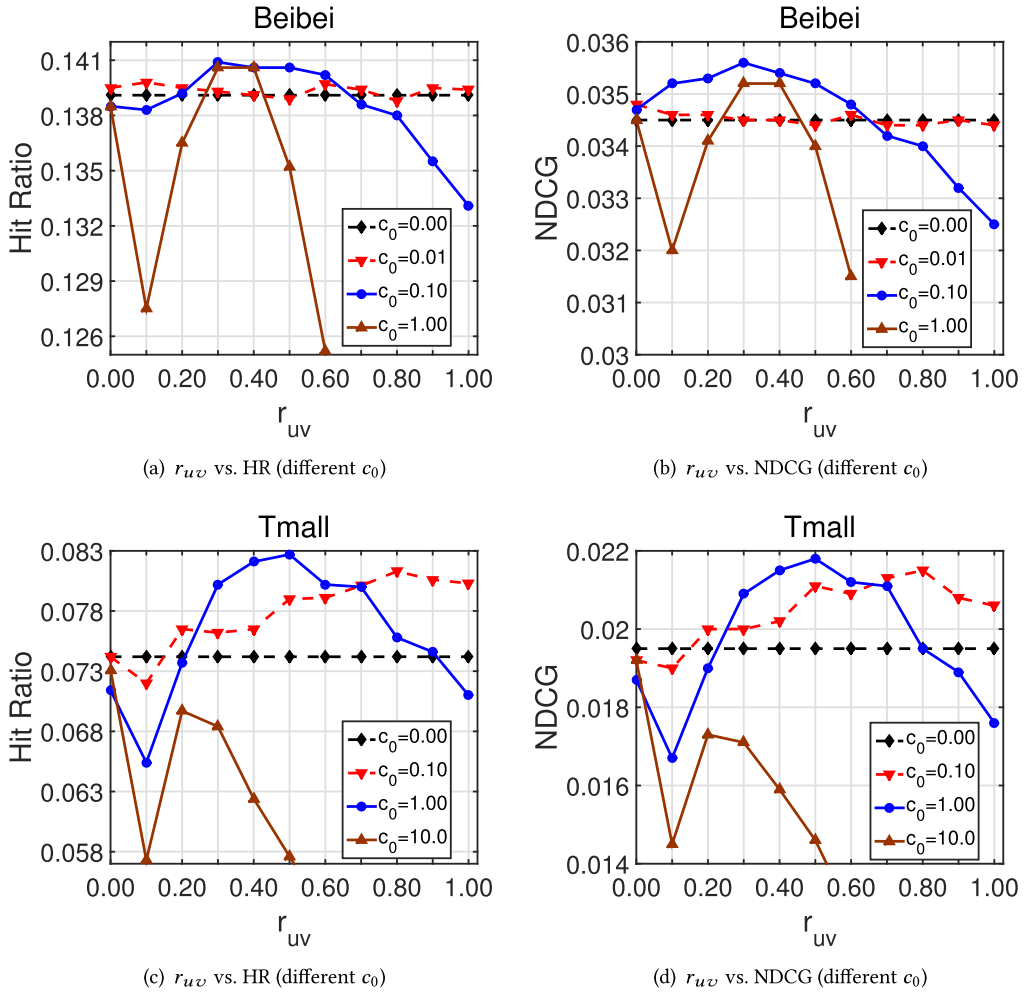 Beibei
0.141
0.138
0.135
0.132
0.129
0.126
Hit Ratio
c0=0.00
c0=0.01
c0=0.10
c0=1.00
0.00 0.20 0.40 0.60 0.80 1.00
ruv
(a) ruv vs. HR (different c0)
Beibei
0.036
0.035
0.034
0.033
0.032
0.031
0.03
NDCG
c0=0.00
c0=0.01
c0=0.10
c0=1.00
0.00 0.20 0.40 0.60 0.80 1.00
ruv
(b) ruv vs. NDCG (different c0)
Tmall
0.083
0.078
0.073
0.068
0.063
0.058
Hit Ratio
c0=0.00
c0=0.10
c0=1.00
c0=10.0
0.00 0.20 0.40 0.60 0.80 1.00
ruv
(c) ruv vs. HR (different c0)
Tmall
0.022
0.02
0.018
0.016
0.014
NDCG
c0=0.00
c0=0.10
c0=1.00
c0=10.0
0.00 0.20 0.40 0.60 0.80 1.00
ruv
(d) ruv vs. NDCG (different c0)